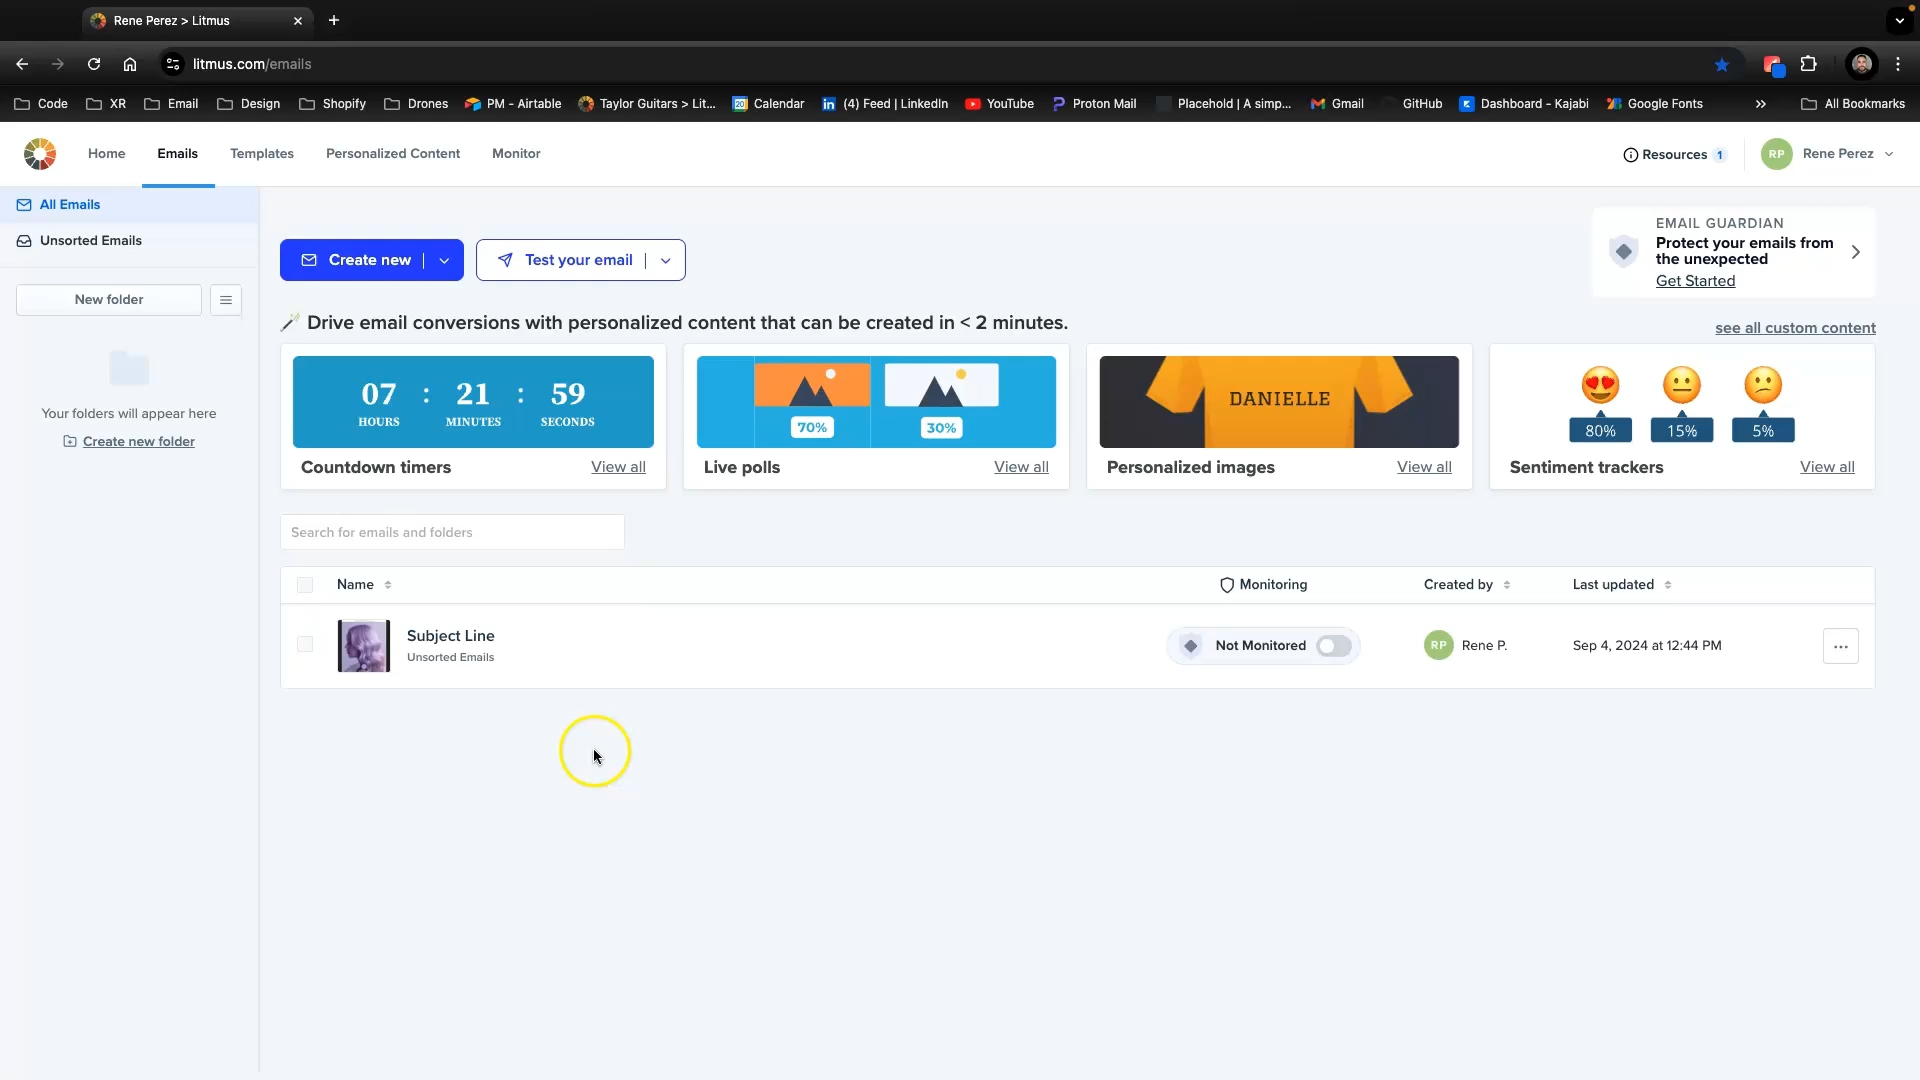 Rene Perez > Litmus
litmus.com/emails
Code
XR
Email
Design
Shopify
Drones
PM - Airtable
Taylor Guitars > Lit...
Calendar
(4) Feed | LinkedIn
YouTube
Proton Mail
Placehold | A simp...
Gmail
GitHub
Dashboard - Kajabi
Google Fonts
All Bookmarks
Home
Emails
Templates
Personalized Content
Monitor
Resources 1
RP
Rene Perez
All Emails
Unsorted Emails
New folder
Your folders will appear here
Create new folder
Create new
Test your email
EMAIL GUARDIAN
Protect your emails from
the unexpected
Get Started
Drive email conversions with personalized content that can be created in < 2 minutes.
see all custom content
07 : 21 : 59
HOURS MINUTES SECONDS
Countdown timers
View all
70%
30%
Live polls
View all
DANIELLE
Personalized images
View all
80%
15%
5%
Sentiment trackers
View all
Search for emails and folders
Name
Monitoring
Created by
Last updated
Subject Line
Unsorted Emails
Not Monitored
RP
Rene P.
Sep 4, 2024 at 12:44 PM